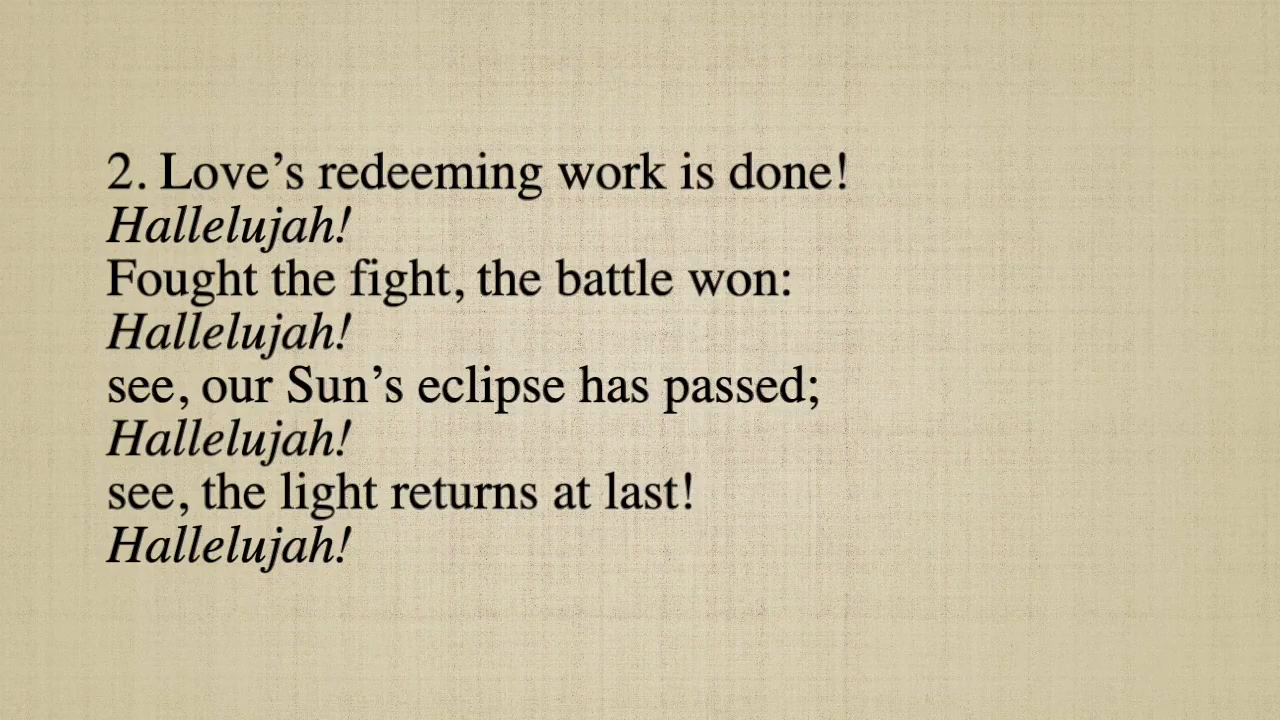 2. Love’s redeeming work is done!
Hallelujah!
Fought the fight, the battle won:
Hallelujah!
see, our Sun’s eclipse has passed;
Hallelujah!
see, the light returns at last!
Hallelujah!